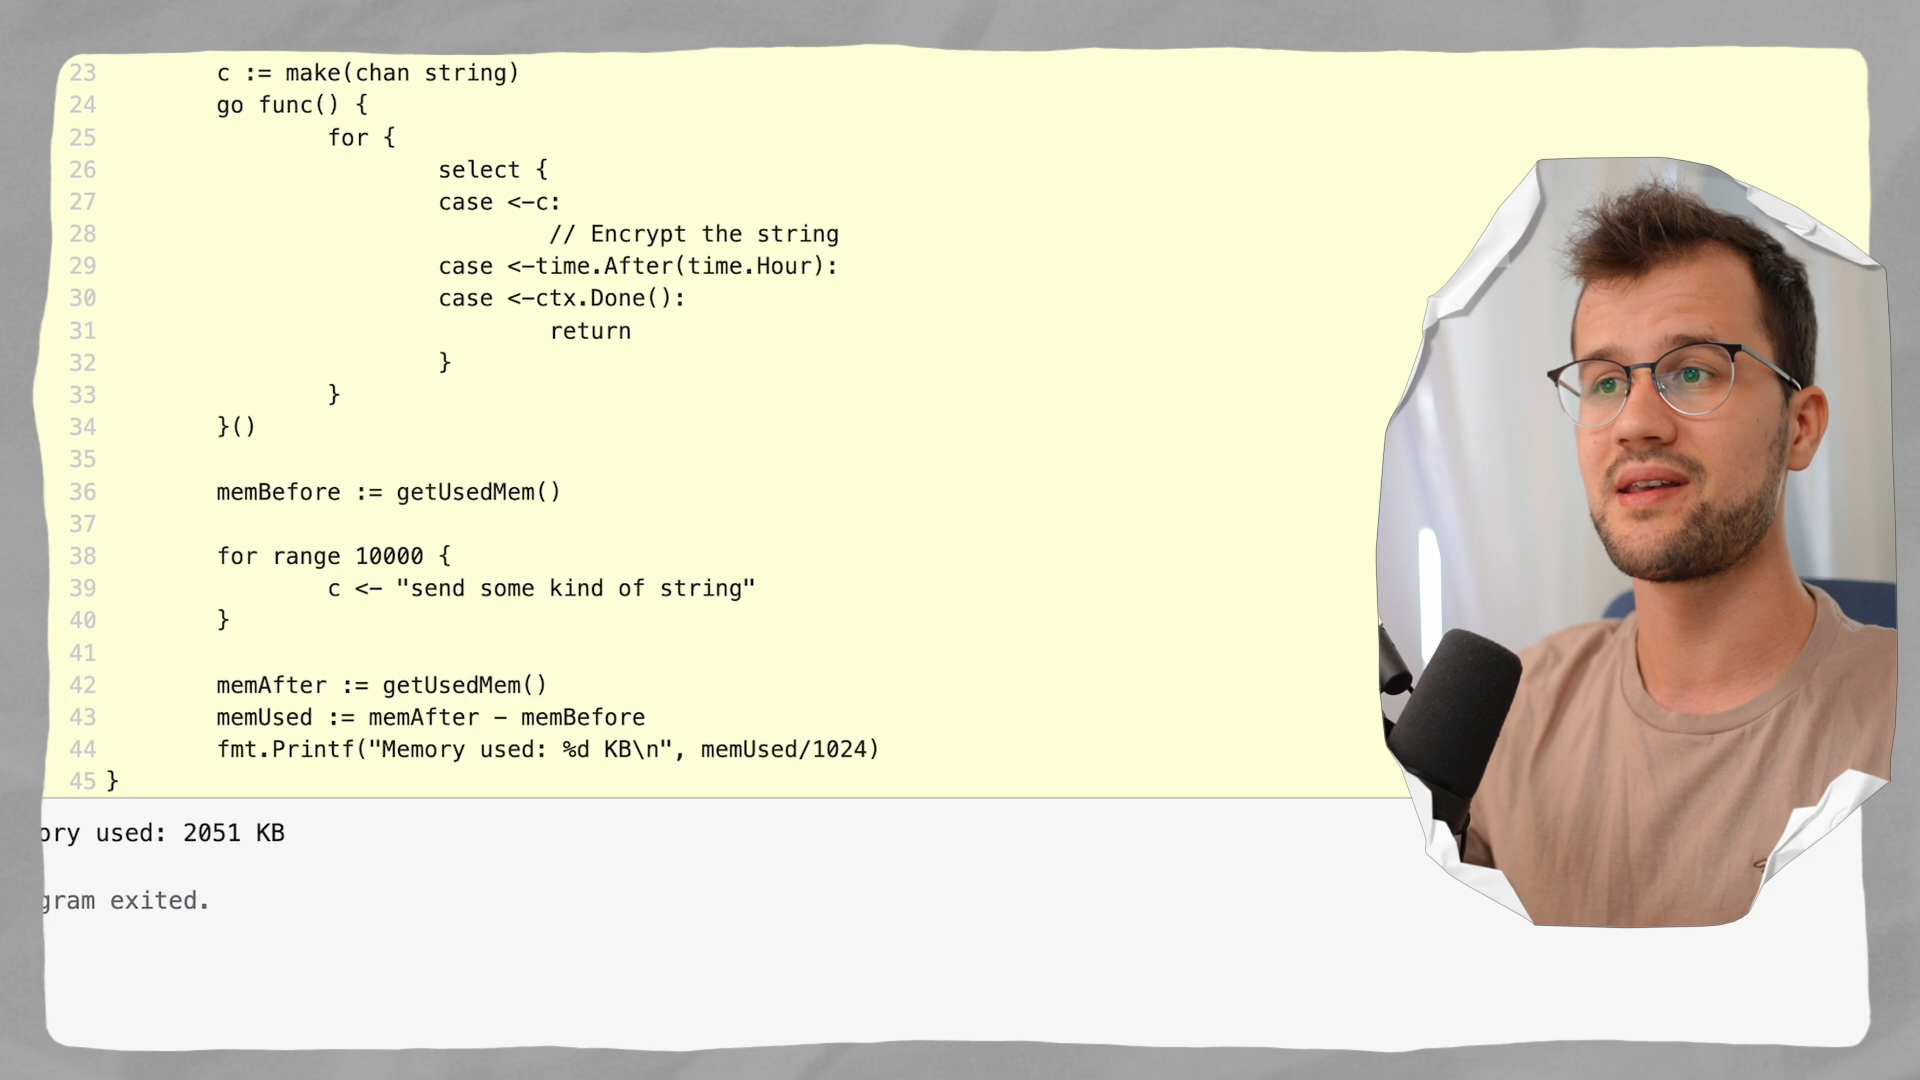 23 c := make(chan string)
24 go func() {
25 for {
26 select {
27 case <-c:
28 // Encrypt the string
29 case <-time.After(time.Hour):
30 case <-ctx.Done():
31 return
32 }
33 }
34 }()
35
36 memBefore := getUsedMem()
37
38 for range 10000 {
39 c <- "send some kind of string"
40 }
41
42 memAfter := getUsedMem()
43 memUsed := memAfter - memBefore
44 fmt.Printf("Memory used: %d KB\n", memUsed/1024)
45 }
ory used: 2051 KB
gram exited.